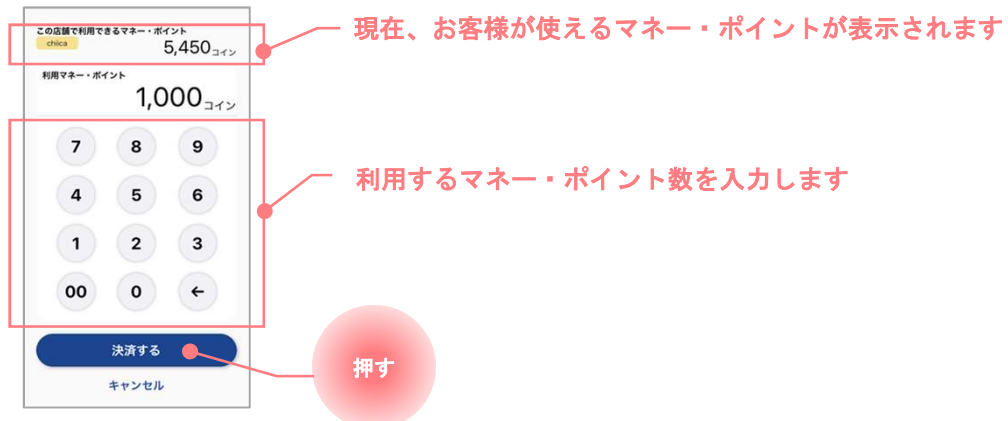 この店舗で利用できるマネー・ポイント
chiica
5,450コイン
現在、お客様が使えるマネー・ポイントが表示されます
利用マネー・ポイント
1,000コイン
7 8 9
4 5 6
1 2 3
00 0 ←
利用するマネー・ポイント数を入力します
決済する
押す
キャンセル